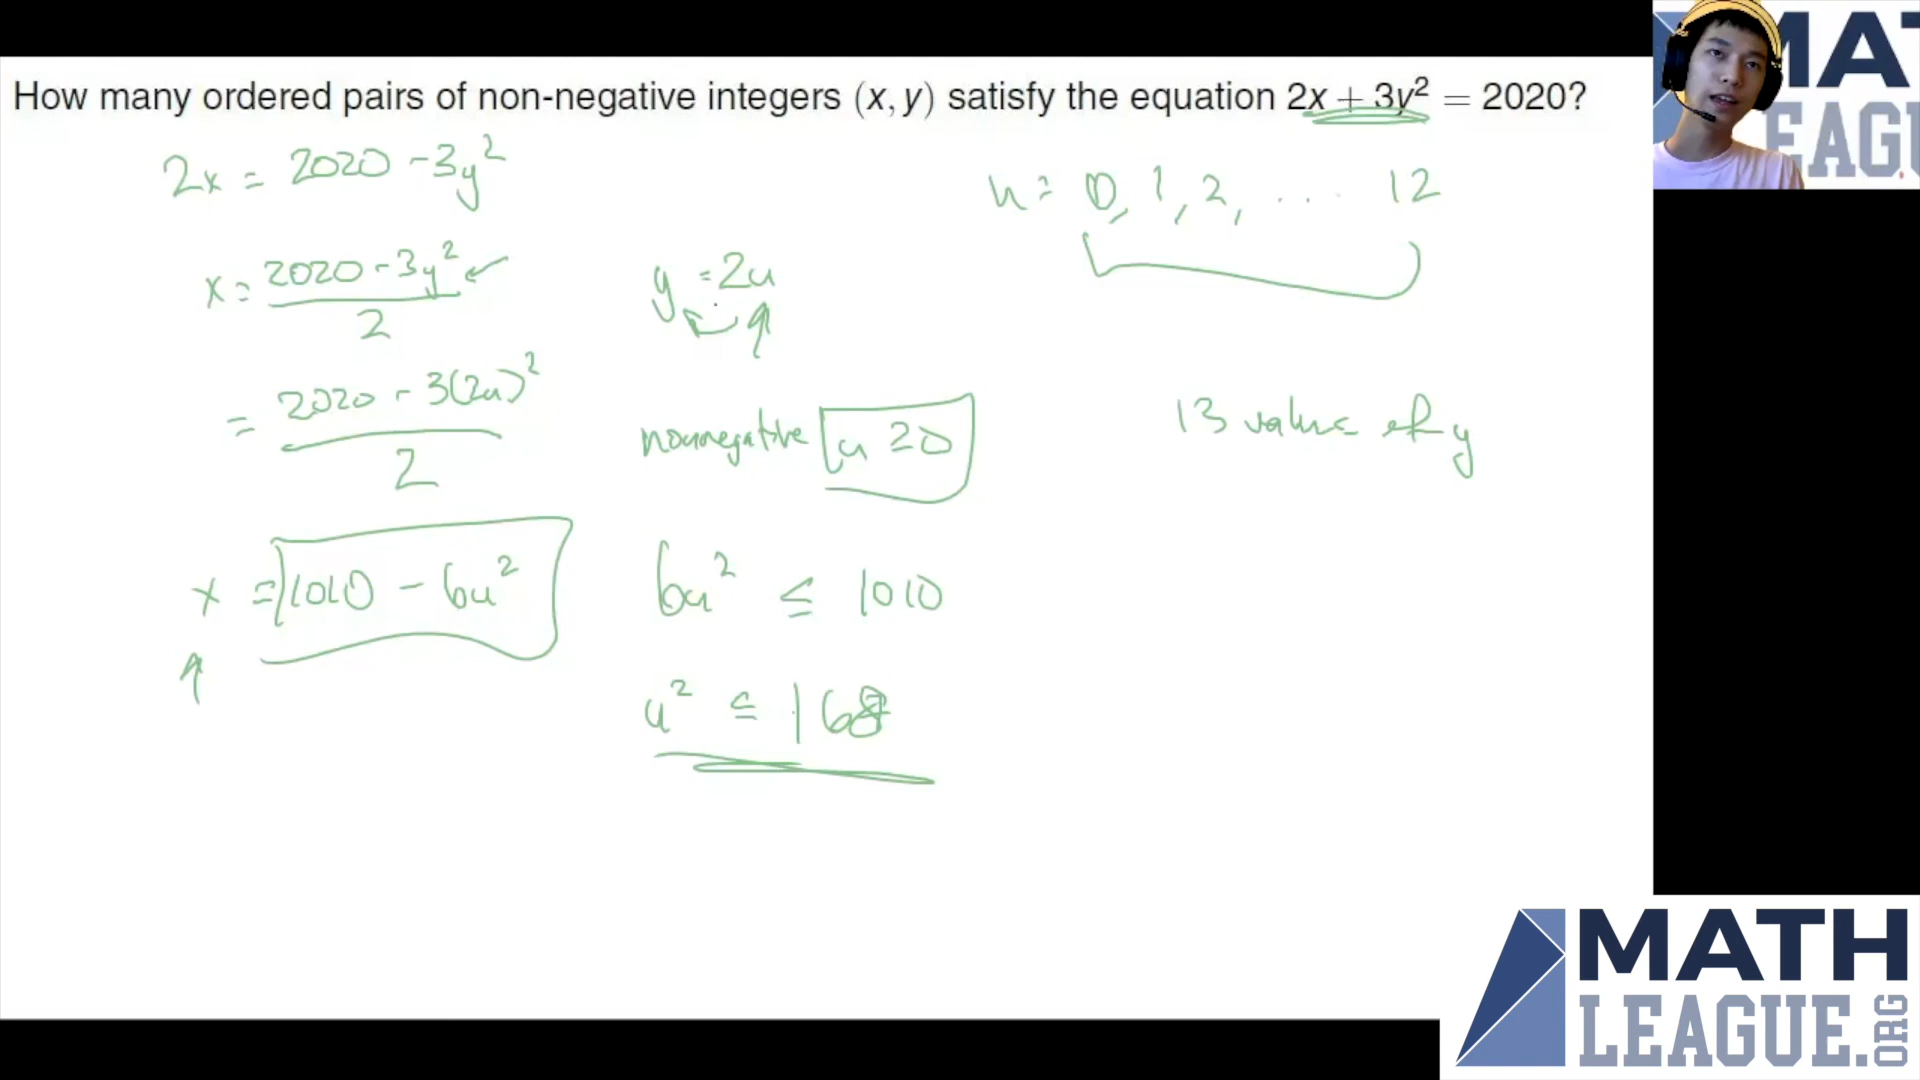 How many ordered pairs of non-negative integers (x, y) satisfy the equation 2x + 3y² = 2020?
2x = 2020 - 3y²
x = (2020 - 3y²)/2
= (2020 - 3(2u)²)/2
x = 1010 - 6u²
y = 2u
nonnegative u ≥ 0
6u² ≤ 1010
u² ≤ 168
u = 0, 1, 2, .... 12
13 values of y
MAT
EAGU
MATH
LEAGUE.ORG